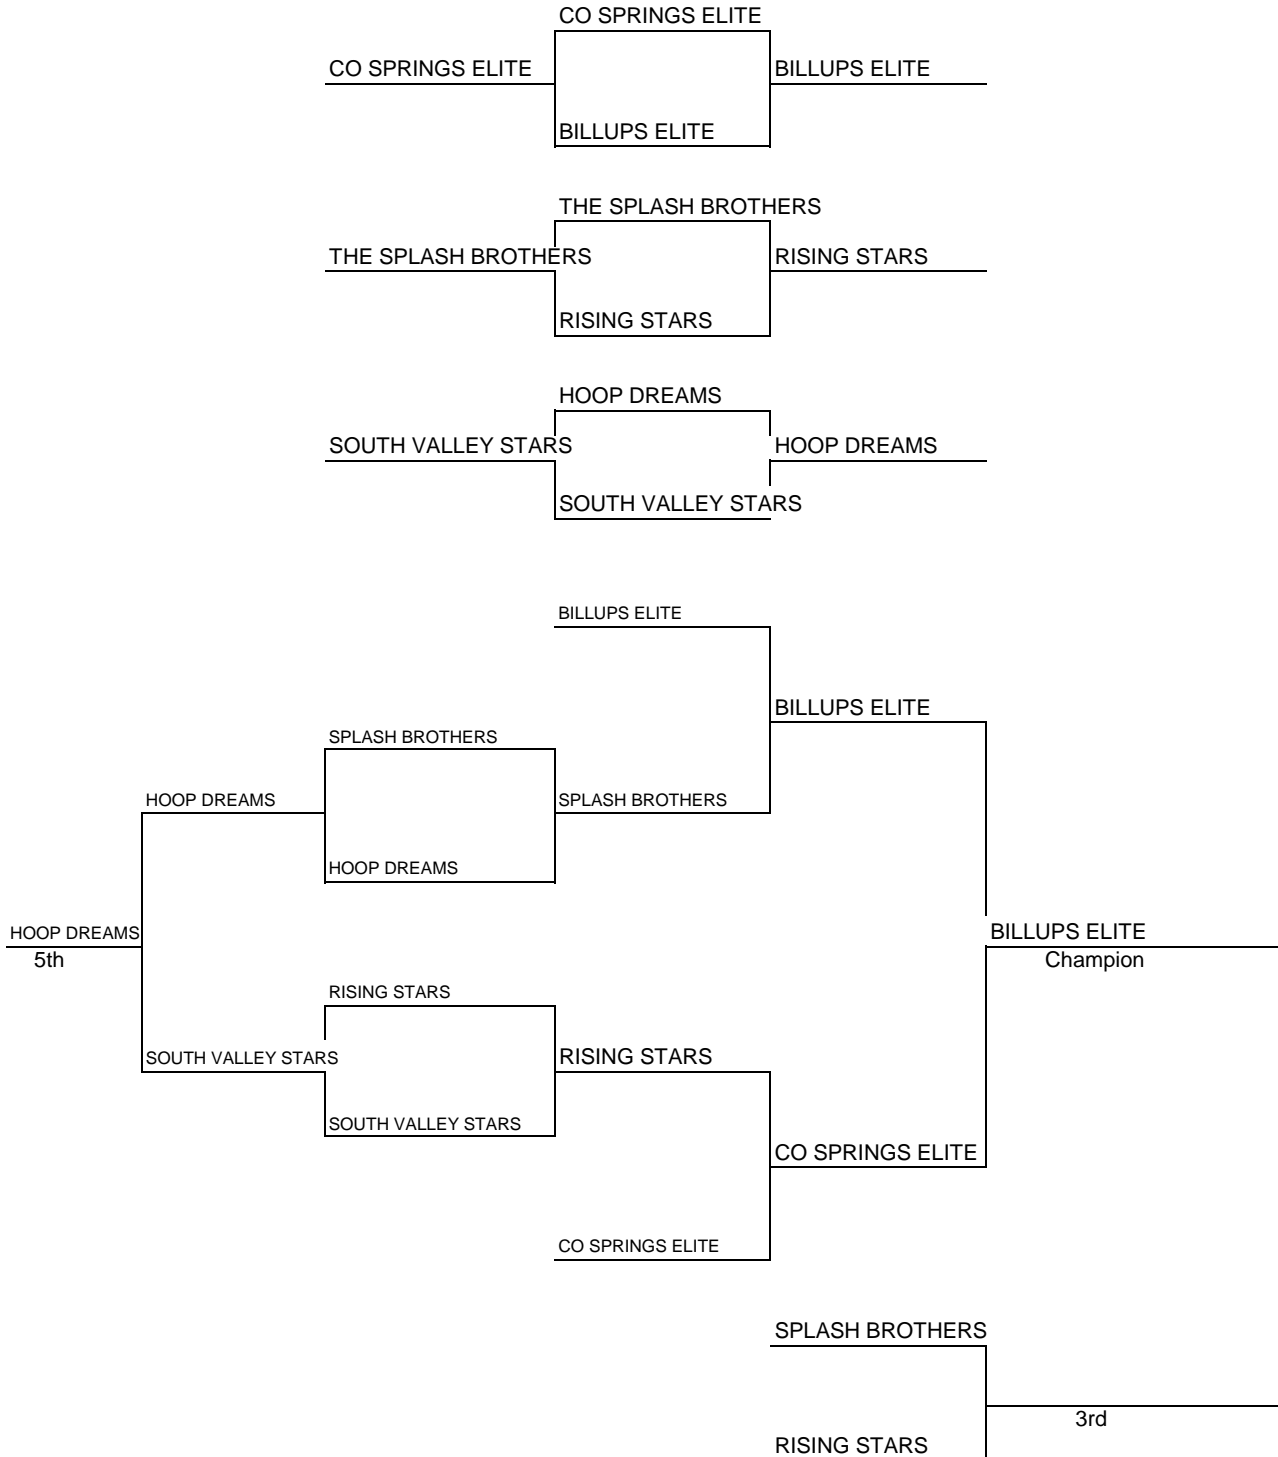 CO SPRINGS ELITE
CO SPRINGS ELITE
BILLUPS ELITE
BILLUPS ELITE
THE SPLASH BROTHERS
THE SPLASH BROTHERS
RISING STARS
RISING STARS
HOOP DREAMS
SOUTH VALLEY STARS
HOOP DREAMS
SOUTH VALLEY STARS
BILLUPS ELITE
BILLUPS ELITE
SPLASH BROTHERS
HOOP DREAMS
SPLASH BROTHERS
HOOP DREAMS
HOOP DREAMS
5th
BILLUPS ELITE
Champion
RISING STARS
SOUTH VALLEY STARS
RISING STARS
SOUTH VALLEY STARS
CO SPRINGS ELITE
CO SPRINGS ELITE
SPLASH BROTHERS
3rd
RISING STARS